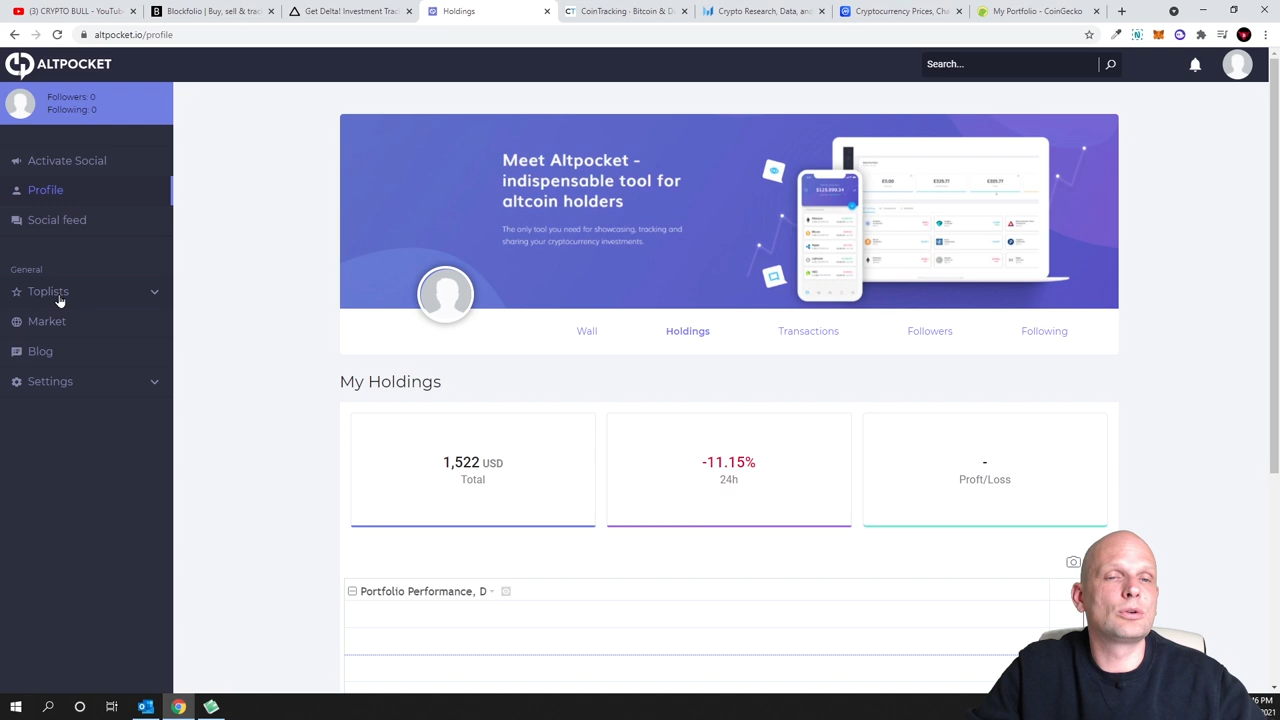 (3) CRYPTO BULL - YouTube
Blockfolio | Buy, sell & tra
Get Delta Investment Track
Holdings
CoinTracking · Bitcoin & D
Crypto Research, Data, an
Cryptocurrency Prices, Cha
My Portfolio - CoinGecko
altpocket.io/profile
ALTPOCKET
Search...
Followers: 0
Following: 0
Activate Social
Profile
Social feed
General
Toplists
Market
Blog
Settings
Meet Altpocket -
indispensable tool for
altcoin holders
The only tool you need for showcasing, tracking and
sharing your cryptocurrency investments.
Wall
Holdings
Transactions
Followers
Following
My Holdings
1,522 USD
Total
-11.15%
24h
-
Proft/Loss
Portfolio Performance, D